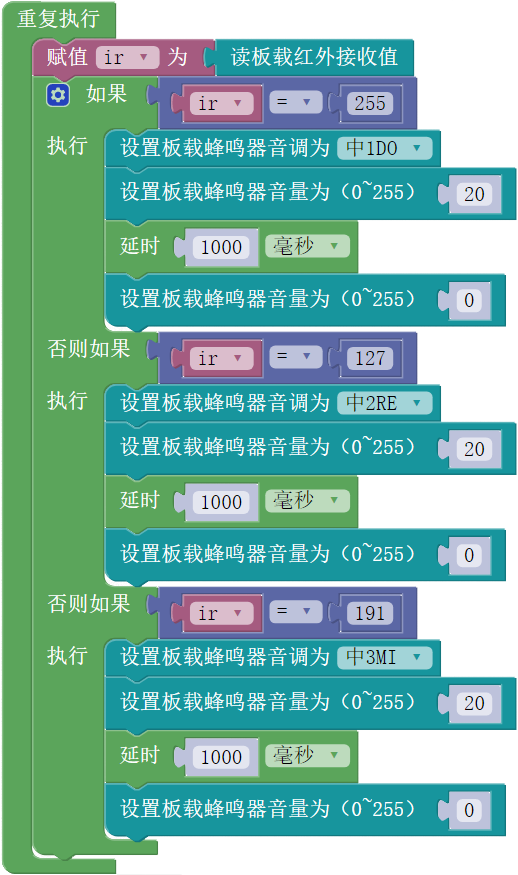 重复执行
赋值 ir 为 读板载红外接收值
如果 ir = 255
执行 设置板载蜂鸣器音调为 中1DO
设置板载蜂鸣器音量为（0~255） 20
延时 1000 毫秒
设置板载蜂鸣器音量为（0~255） 0
否则如果 ir = 127
执行 设置板载蜂鸣器音调为 中2RE
设置板载蜂鸣器音量为（0~255） 20
延时 1000 毫秒
设置板载蜂鸣器音量为（0~255） 0
否则如果 ir = 191
执行 设置板载蜂鸣器音调为 中3MI
设置板载蜂鸣器音量为（0~255） 20
延时 1000 毫秒
设置板载蜂鸣器音量为（0~255） 0